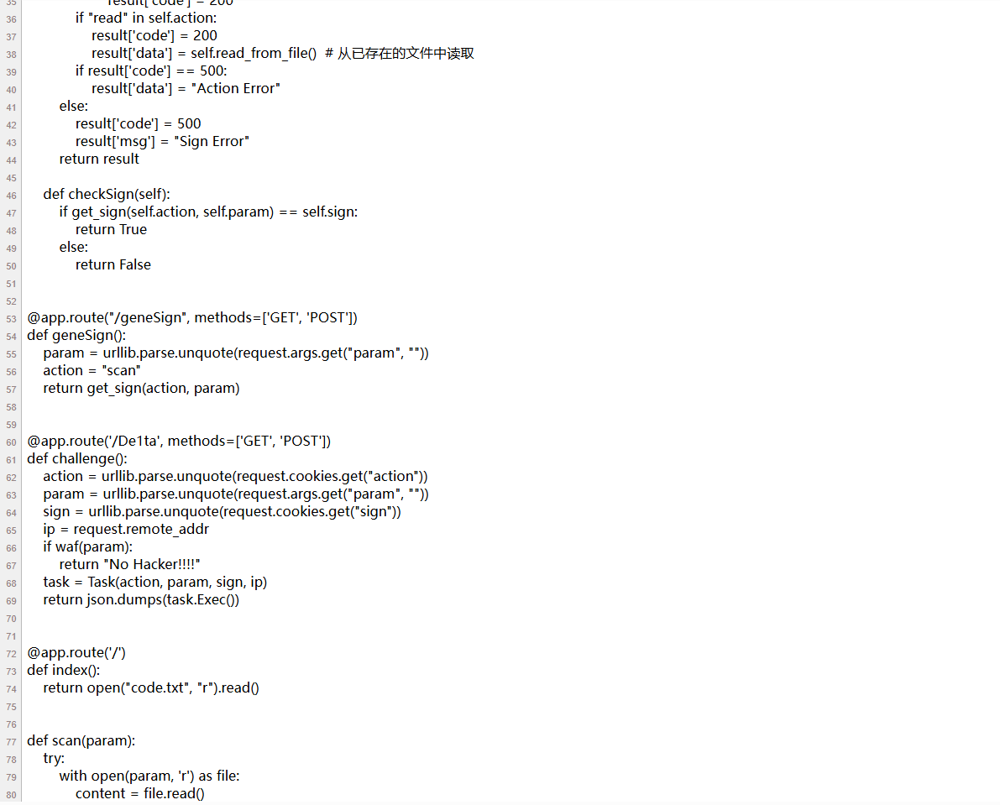 35 result['code'] = 200
36 if "read" in self.action:
37 result['code'] = 200
38 result['data'] = self.read_from_file()  # 从已存在的文件中读取
39 if result['code'] == 500:
40 result['data'] = "Action Error"
41 else:
42 result['code'] = 500
43 result['msg'] = "Sign Error"
44 return result
45
46 def checkSign(self):
47 if get_sign(self.action, self.param) == self.sign:
48 return True
49 else:
50 return False
51
52
53 @app.route("/geneSign", methods=['GET', 'POST'])
54 def geneSign():
55 param = urllib.parse.unquote(request.args.get("param", ""))
56 action = "scan"
57 return get_sign(action, param)
58
59
60 @app.route('/De1ta', methods=['GET', 'POST'])
61 def challenge():
62 action = urllib.parse.unquote(request.cookies.get("action"))
63 param = urllib.parse.unquote(request.args.get("param", ""))
64 sign = urllib.parse.unquote(request.cookies.get("sign"))
65 ip = request.remote_addr
66 if waf(param):
67 return "No Hacker!!!!"
68 task = Task(action, param, sign, ip)
69 return json.dumps(task.Exec())
70
71
72 @app.route('/')
73 def index():
74 return open("code.txt", "r").read()
75
76
77 def scan(param):
78 try:
79 with open(param, 'r') as file:
80 content = file.read()